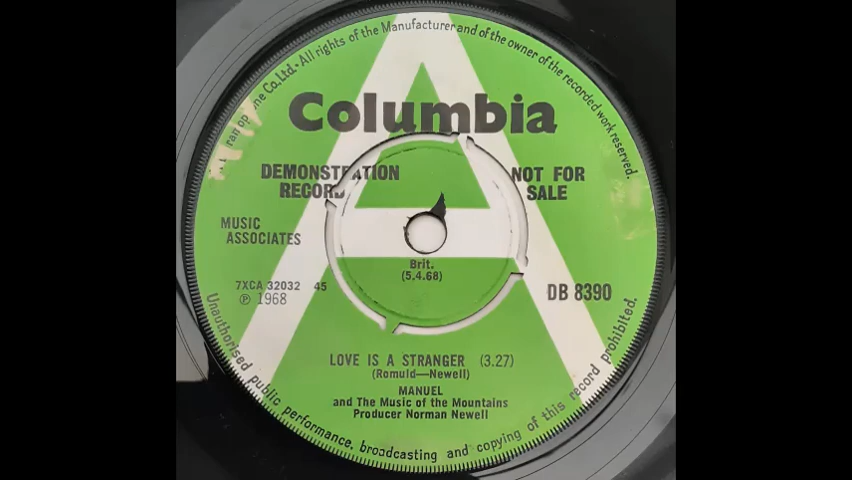 ne Co.Ltd. All rights of the Manufacturer and of the owner of the recorded work reserved.
Columbia
DEMONSTRATION
RECORD
NOT FOR
SALE
MUSIC
ASSOCIATES
Brit.
(5.4.68)
7XCA 32032 45
℗ 1968
DB 8390
LOVE IS A STRANGER (3.27)
(Romuld—Newell)
MANUEL
and The Music of the Mountains
Producer Norman Newell
Unauthorised public performance, broadcasting and copying of this record prohibited.